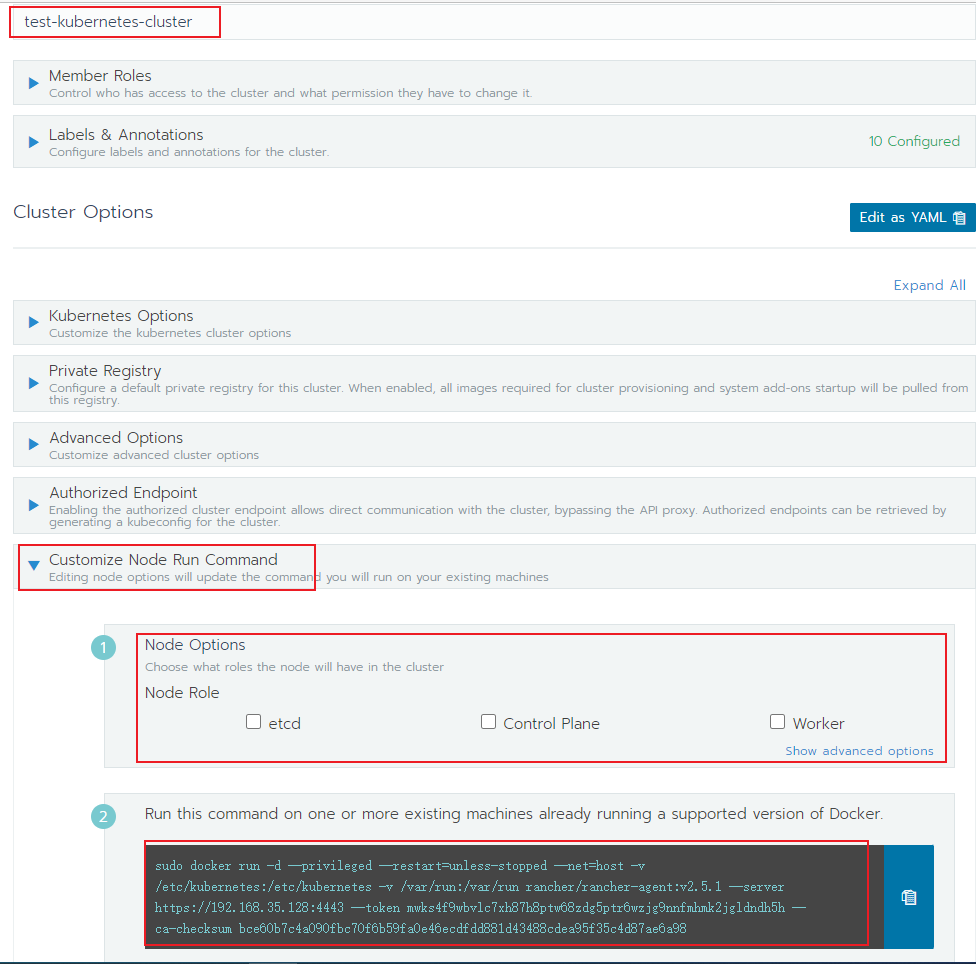 test-kubernetes-cluster
Member Roles
Control who has access to the cluster and what permission they have to change it.
Labels & Annotations
Configure labels and annotations for the cluster.
10 Configured
Cluster Options
Edit as YAML
Expand All
Kubernetes Options
Customize the kubernetes cluster options
Private Registry
Configure a default private registry for this cluster. When enabled, all images required for cluster provisioning and system add-ons startup will be pulled from
this registry.
Advanced Options
Customize advanced cluster options
Authorized Endpoint
Enabling the authorized cluster endpoint allows direct communication with the cluster, bypassing the API proxy. Authorized endpoints can be retrieved by
generating a kubeconfig for the cluster.
Customize Node Run Command
Editing node options will update the command you will run on your existing machines
1
Node Options
Choose what roles the node will have in the cluster
Node Role
etcd Control Plane Worker
Show advanced options
2
Run this command on one or more existing machines already running a supported version of Docker.
sudo docker run -d --privileged --restart=unless-stopped --net=host -v
/etc/kubernetes:/etc/kubernetes -v /var/run:/var/run rancher/rancher-agent:v2.5.1 --server
https://192.168.35.128:4443 --token mwks4f9wbvlc7xh87h8ptw68zdg5ptr6wzjg9nnfmhmk2jgldndh5h --
ca-checksum bce60b7c4a090fbc70f6b59fa0e46ecdfdd881d43488cdea95f35c4d87ae6a98